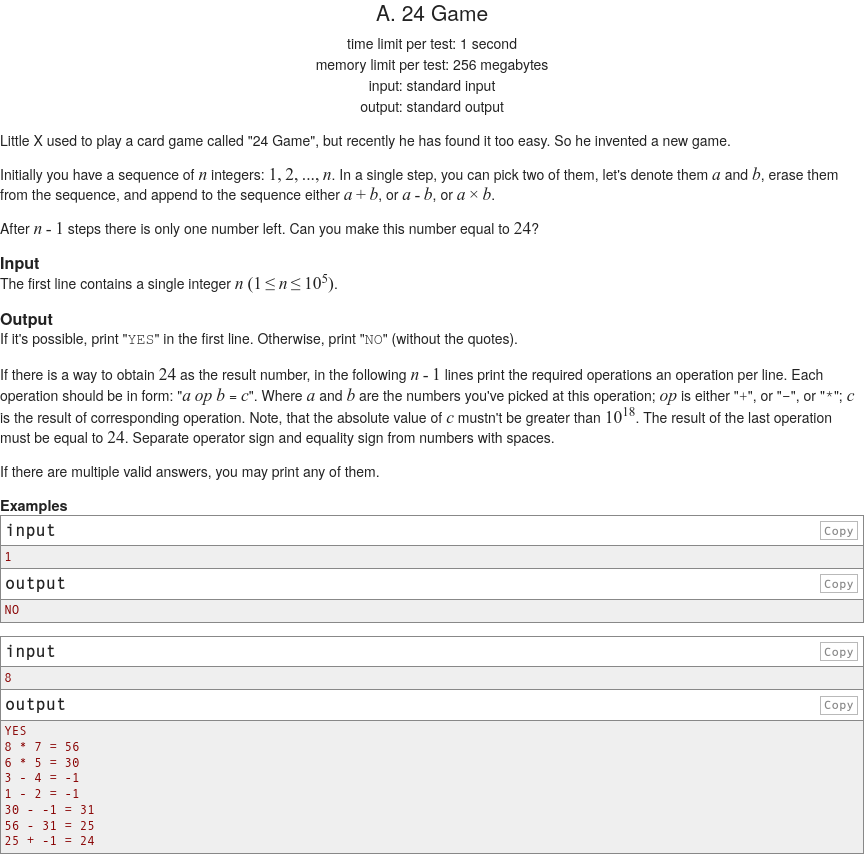 A. 24 Game
time limit per test: 1 second
memory limit per test: 256 megabytes
input: standard input
output: standard output
Little X used to play a card game called "24 Game", but recently he has found it too easy. So he invented a new game.
Initially you have a sequence of n integers: 1, 2, ..., n. In a single step, you can pick two of them, let's denote them a and b, erase them
from the sequence, and append to the sequence either a + b, or a - b, or a × b.
After n - 1 steps there is only one number left. Can you make this number equal to 24?
Input
The first line contains a single integer n (1 ≤ n ≤ 10^5).
Output
If it's possible, print "YES" in the first line. Otherwise, print "NO" (without the quotes).
If there is a way to obtain 24 as the result number, in the following n - 1 lines print the required operations an operation per line. Each
operation should be in form: "a op b = c". Where a and b are the numbers you've picked at this operation; op is either "+", or "−", or "*"; c
is the result of corresponding operation. Note, that the absolute value of c mustn't be greater than 10^18. The result of the last operation
must be equal to 24. Separate operator sign and equality sign from numbers with spaces.
If there are multiple valid answers, you may print any of them.
Examples
input Copy
1
output Copy
NO
input Copy
8
output Copy
YES
8 * 7 = 56
6 * 5 = 30
3 - 4 = -1
1 - 2 = -1
30 - -1 = 31
56 - 31 = 25
25 + -1 = 24